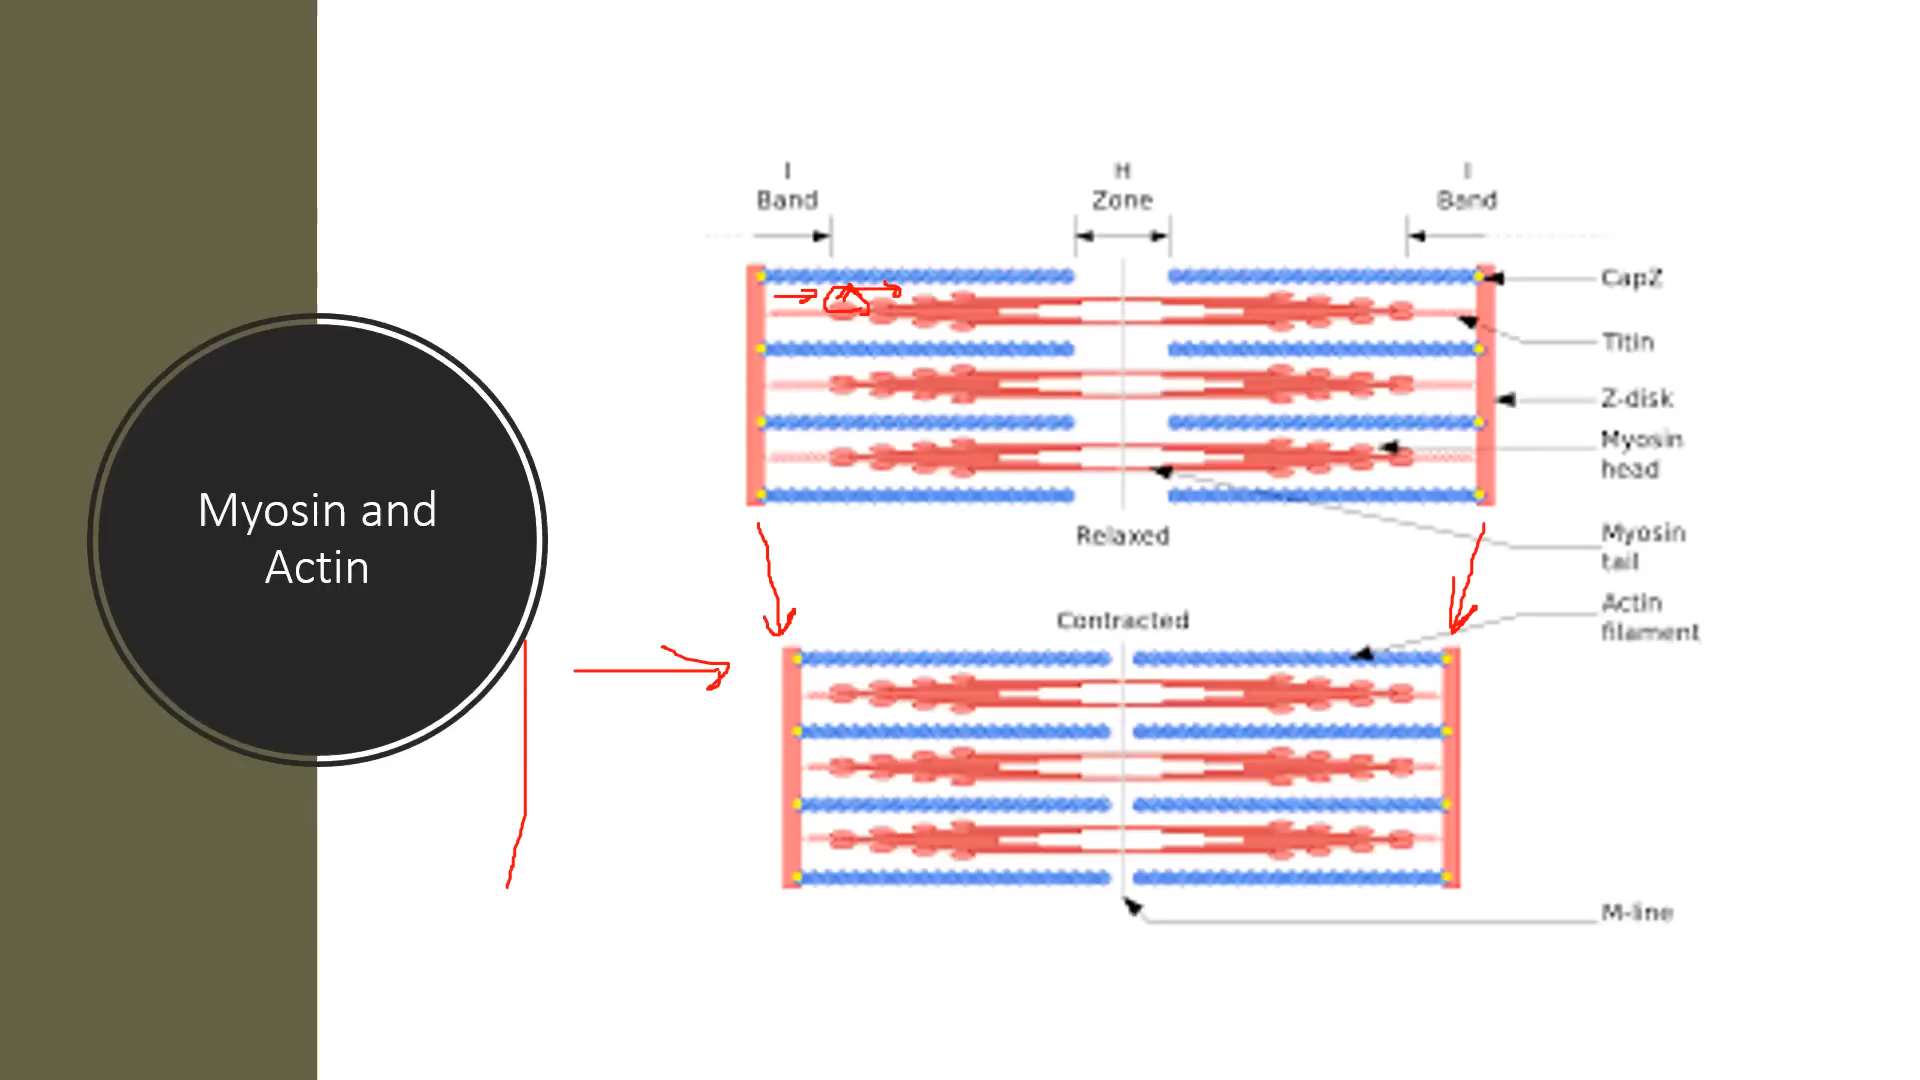 Myosin and
Actin
I
Band
H
Zone
I
Band
CapZ
Titin
Z-disk
Myosin
head
Relaxed
Myosin
tail
Actin
filament
Contracted
M-line